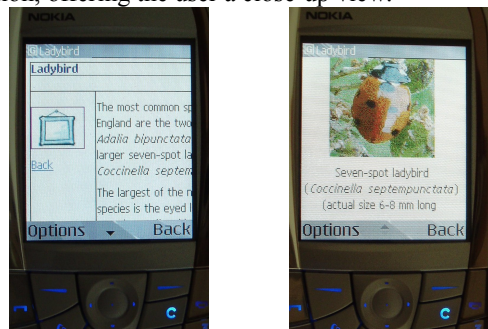 ion, offering the user a close-up view.
NOKIA
Ladybird
Ladybird
The most common sp
England are the two
Adalia bipunctata
larger seven-spot la
Coccinella septem
The largest of the n
species is the eyed l
Back
Options
Back
C
NOKIA
Ladybird
Seven-spot ladybird
(Coccinella septempunctata)
(actual size 6-8 mm long
Options
Back
C